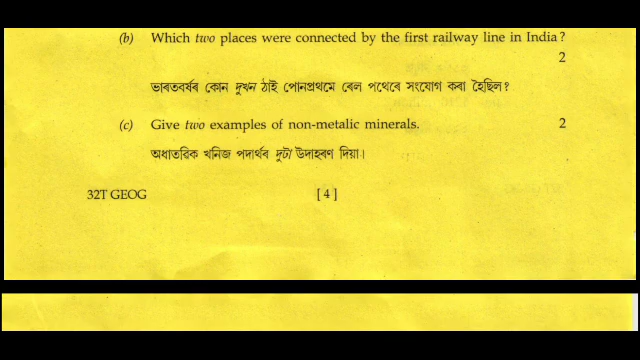 (b) Which two places were connected by the first railway line in India?
2
ভাৰতবৰ্ষৰ কোন দুখন ঠাই পোনপ্ৰথমে ৰেল পথেৰে সংযোগ কৰা হৈছিল?
(c) Give two examples of non-metalic minerals. 2
অধাতৱিক খনিজ পদাৰ্থৰ দুটা উদাহৰণ দিয়া।
32T GEOG [ 4 ]